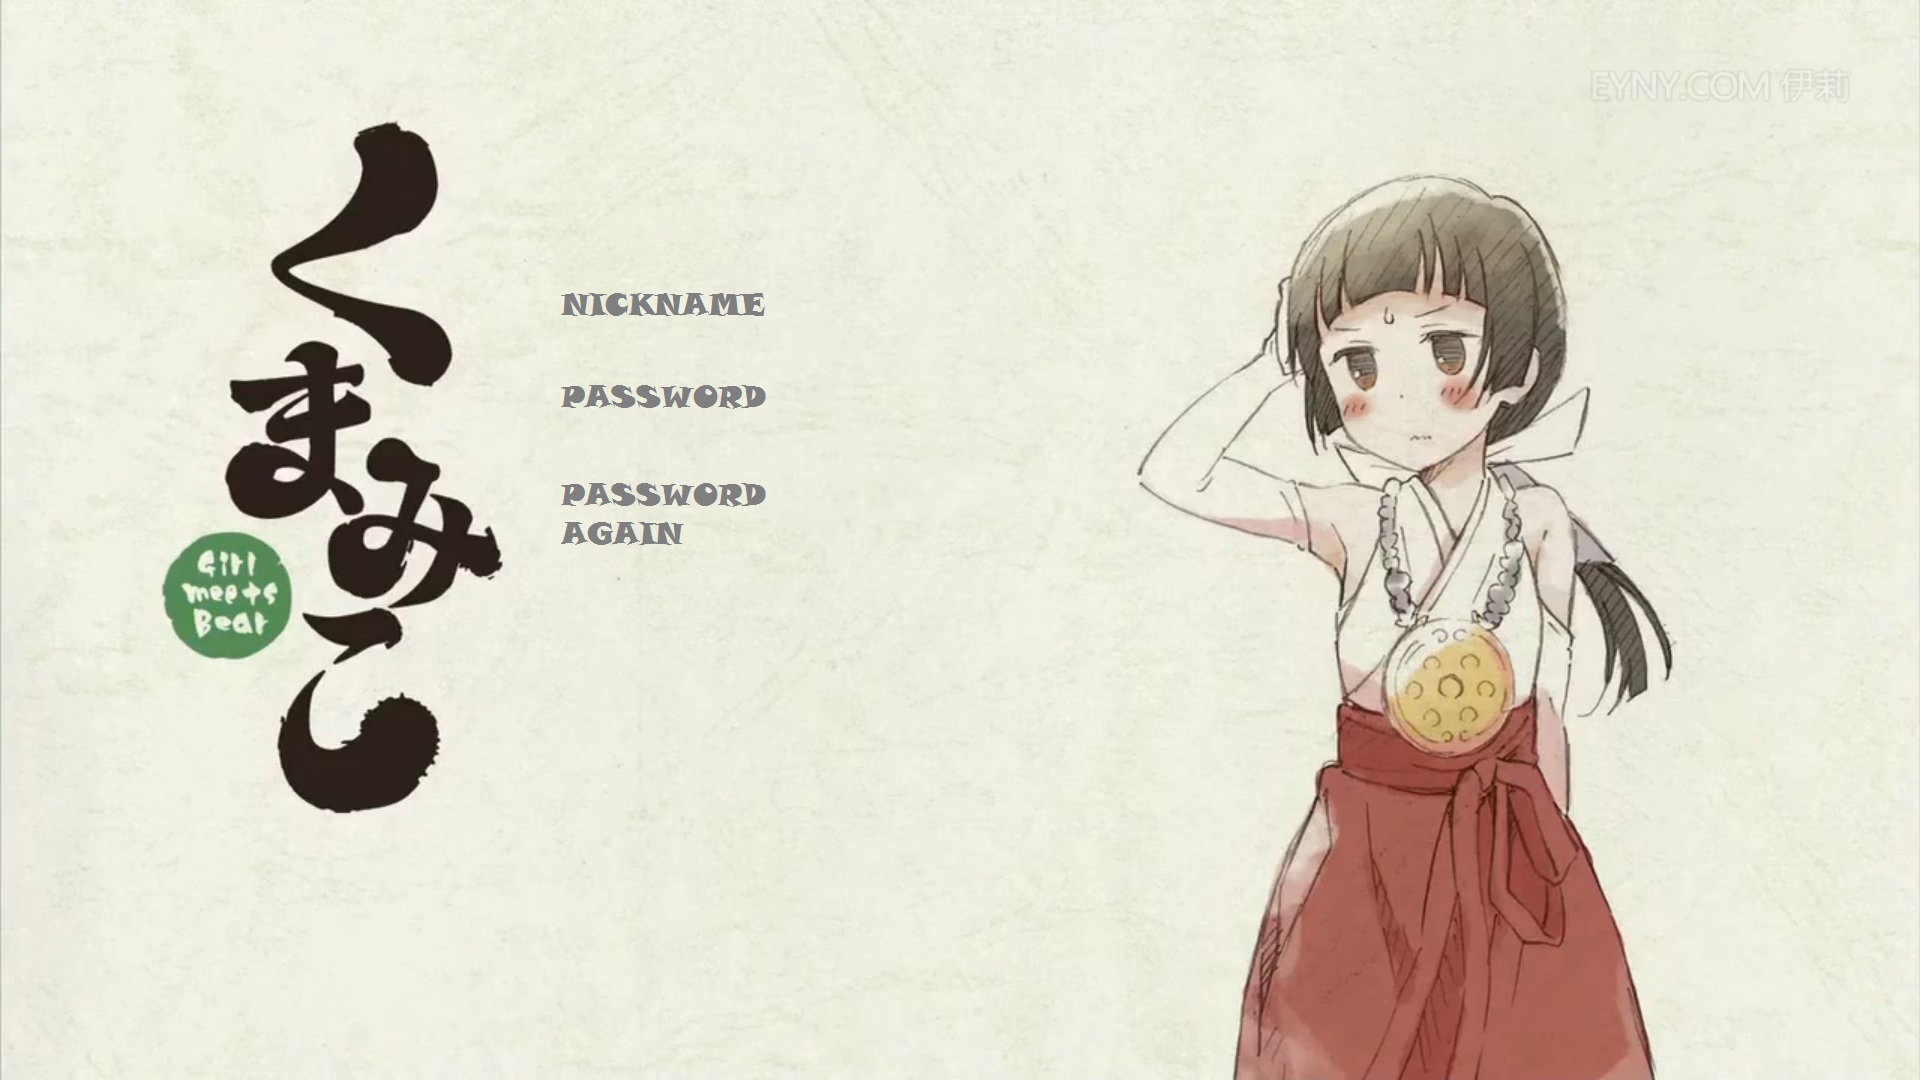 くまみこ
Girl
meets
Bear
NICKNAME
PASSWORD
PASSWORD
AGAIN
EYNY.COM 伊莉